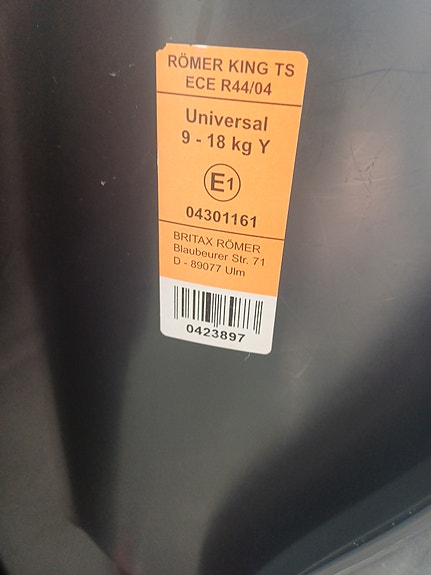 RÖMER KING TS
ECE R44/04
Universal
9 - 18 kg Y
E1
04301161
BRITAX RÖMER
Blaubeurer Str. 71
D - 89077 Ulm
0423897